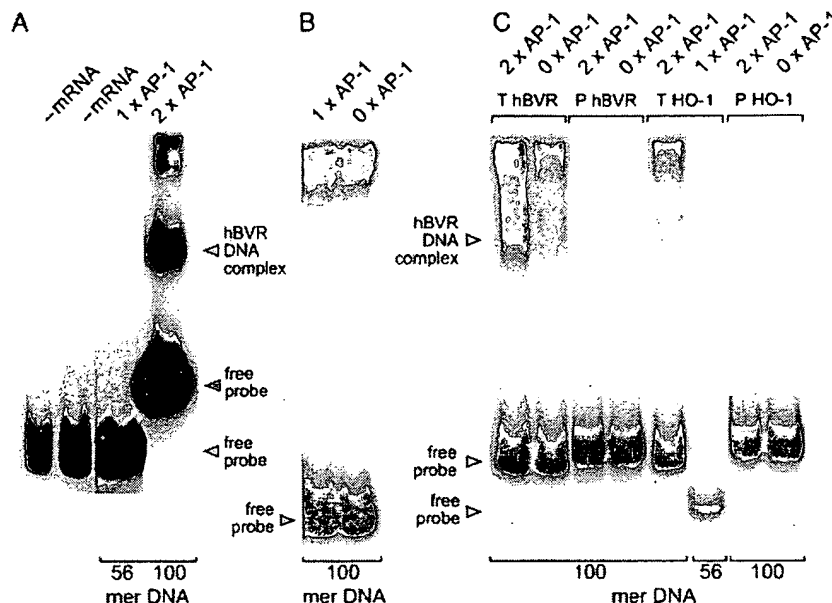 A
–mRNA
–mRNA
1 x AP-1
2 x AP-1
hBVR
DNA
complex
free
probe
free
probe
56
100
mer DNA
B
1 x AP-1
0 x AP-1
free
probe
100
mer DNA
C
2 x AP-1
0 x AP-1
2 x AP-1
0 x AP-1
2 x AP-1
1 x AP-1
2 x AP-1
0 x AP-1
T hBVR
P hBVR
T HO-1
P HO-1
hBVR
DNA
complex
free
probe
free
probe
100
56
100
mer DNA